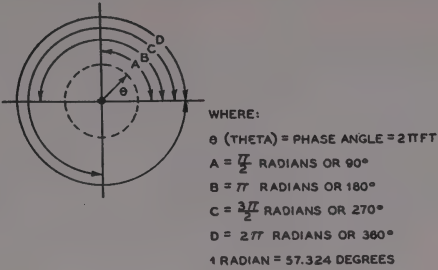 D
C
B
A
θ
WHERE:
θ (THETA) = PHASE ANGLE = 2πFT
A = π/2 RADIANS OR 90°
B = π RADIANS OR 180°
C = 3π/2 RADIANS OR 270°
D = 2π RADIANS OR 360°
1 RADIAN = 57.324 DEGREES